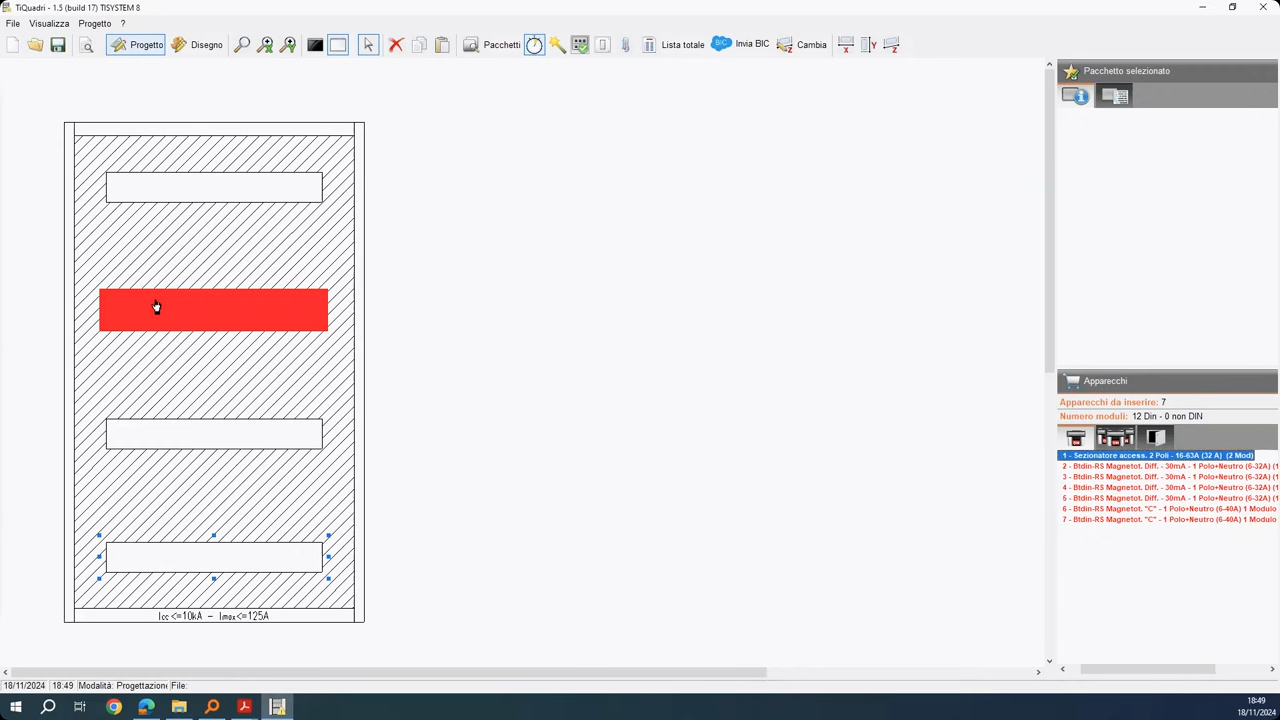 TiQuadri - 1.5 (build 17) TISYSTEM 8
File Visualizza Progetto ?
Progetto Disegno Pacchetti Lista totale BIC Invia BIC Cambia
Pacchetto selezionato
Apparecchi
Apparecchi da inserire: 7
Numero moduli: 12 Din - 0 non DIN
1 - Sezionatore access. 2 Poli - 16-63A (32 A) (2 Mod)
2 - Btdin-RS Magnetot. Diff. - 30mA - 1 Polo+Neutro (6-32A) (1
3 - Btdin-RS Magnetot. Diff. - 30mA - 1 Polo+Neutro (6-32A) (1
4 - Btdin-RS Magnetot. Diff. - 30mA - 1 Polo+Neutro (6-32A) (1
5 - Btdin-RS Magnetot. Diff. - 30mA - 1 Polo+Neutro (6-32A) (1
6 - Btdin-RS Magnetot. "C" - 1 Polo+Neutro (6-40A) 1 Modulo
7 - Btdin-RS Magnetot. "C" - 1 Polo+Neutro (6-40A) 1 Modulo
Icc<=10kA - Imax<=125A
18/11/2024 18:49 Modalità: Progettazione File:
18:49
18/11/2024